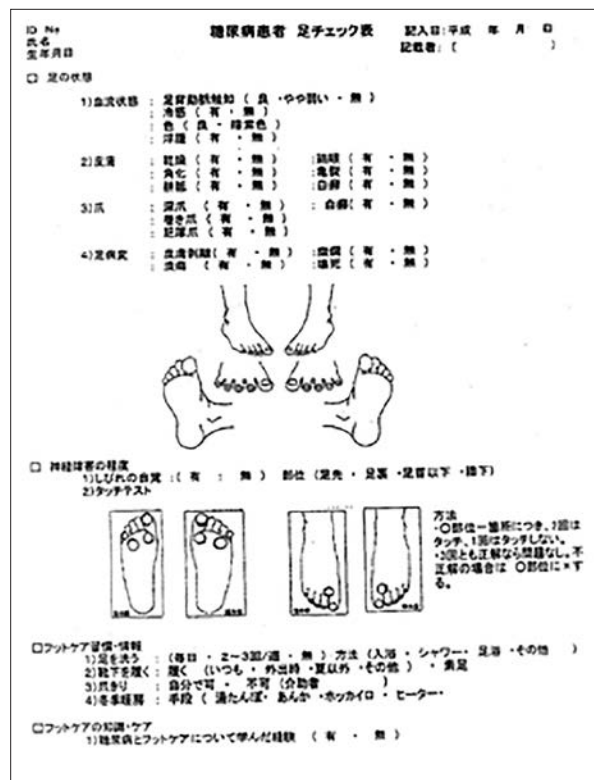 ID No
氏名
生年月日
糖尿病患者 足チェック表
記入日:平成 年 月 日
記載者:( )
□ 足の状態
1)血流状態 : 足背動脈触知 ( 良 ・やや弱い ・ 無 )
: 冷感 ( 有 ・ 無 )
: 色 ( 良 ・ 暗紫色 )
: 浮腫 ( 有 ・ 無 )
2)皮膚 : 乾燥 ( 有 ・ 無 ) :鶏眼 ( 有 ・ 無 )
: 角化 ( 有 ・ 無 ) :亀裂 ( 有 ・ 無 )
: 胼胝 ( 有 ・ 無 ) :白癬 ( 有 ・ 無 )
3)爪 : 深爪 ( 有 ・ 無 ) : 白癬( 有 ・ 無 )
: 巻き爪 ( 有 ・ 無 )
: 肥厚爪 ( 有 ・ 無 )
4)足病変 : 血流 ( 有 ・ 無 ) ( 有 ・ 無 )
: 潰瘍 ( 有 ・ 無 ) :壊死 ( 有 ・ 無 )
□ 神経障害の程度
1)しびれの自覚 :( 有 : 無 ) 部位 (足先 ・ 足裏 ・足首以下 ・膝下)
2)タッチテスト
方法
・○部位一箇所につき、2回は
タッチ、1回はタッチしない。
・3回とも正解なら問題なし。不
正解の場合は ○部位に×す
る。
□フットケア習慣・情報
1)足を洗う : (毎日 ・ 2~3回/週 ・ 無 ) 方法 (入浴 ・ シャワー・ 足浴 ・その他 )
2)靴下を履く : 履く (いつも ・ 外出時 ・夏以外 ・その他 ) ・ 素足
3)爪きり : 自分で可 ・ 不可 (介助者 )
4)冬季暖房 : 手段 ( 湯たんぽ・ あんか ・ホッカイロ ・ ヒーター・
□フットケアの知識・ケア
1)糖尿病とフットケアについて学んだ経験 ( 有 ・ 無 )